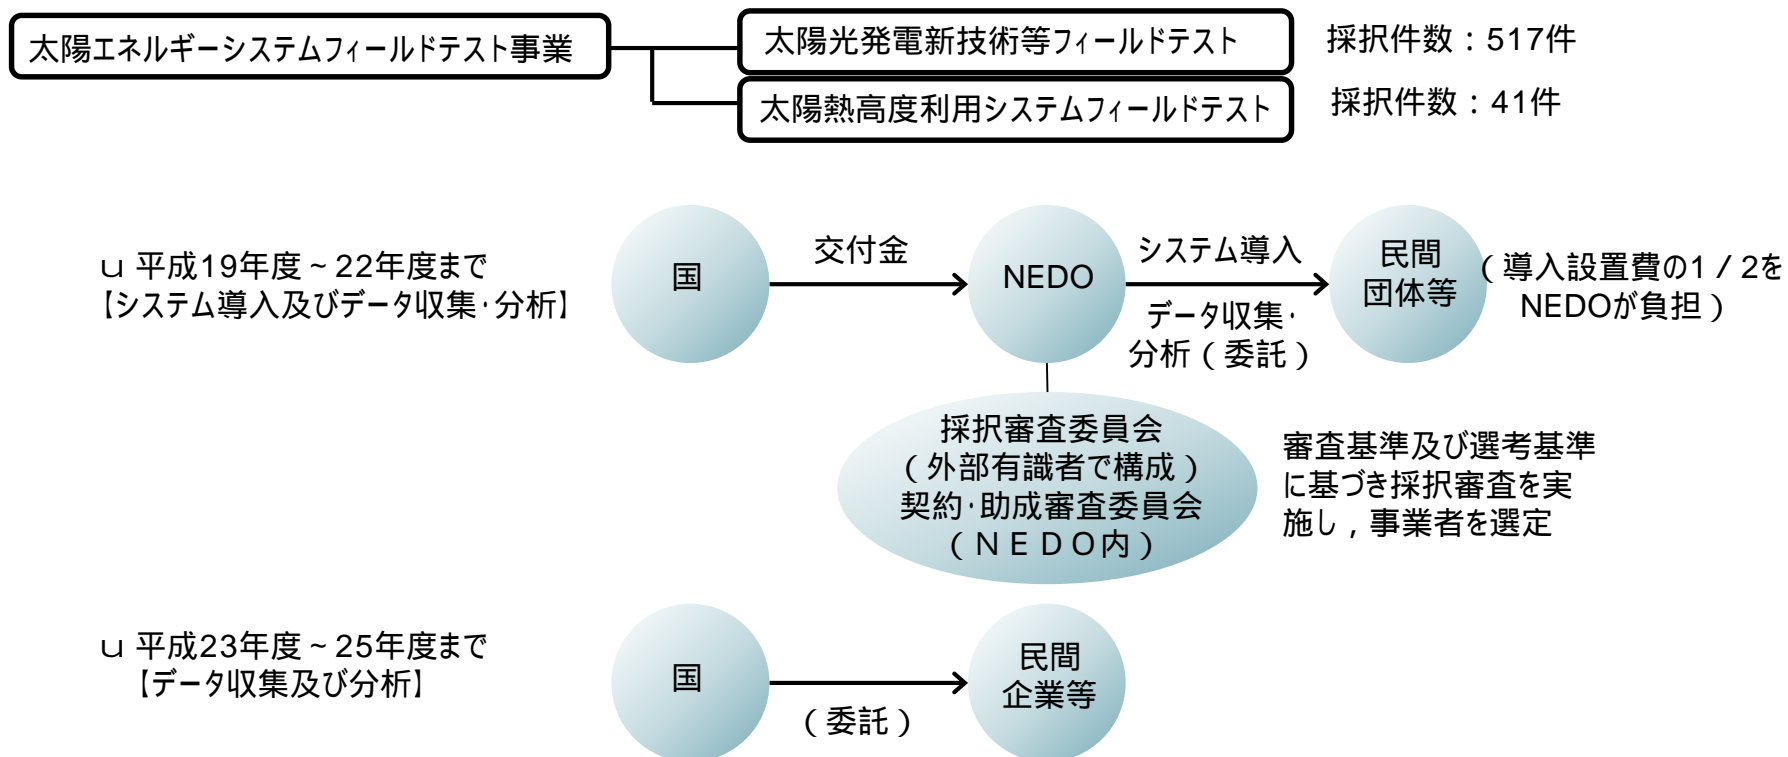 太陽エネルギーシステムフィールドテスト事業
太陽光発電新技術等フィールドテスト
採択件数：517件
太陽熱高度利用システムフィールドテスト
採択件数：41件
u 平成19年度～22年度まで
【システム導入及びデータ収集・分析】
国
交付金
NEDO
システム導入
データ収集・
分析（委託）
民間
団体等
（導入設置費の1／2を
NEDOが負担）
採択審査委員会
（外部有識者で構成）
契約・助成審査委員会
（ＮＥＤＯ内）
審査基準及び選考基準
に基づき採択審査を実
施し，事業者を選定
u 平成23年度～25年度まで
【データ収集及び分析】
国
（委託）
民間
企業等